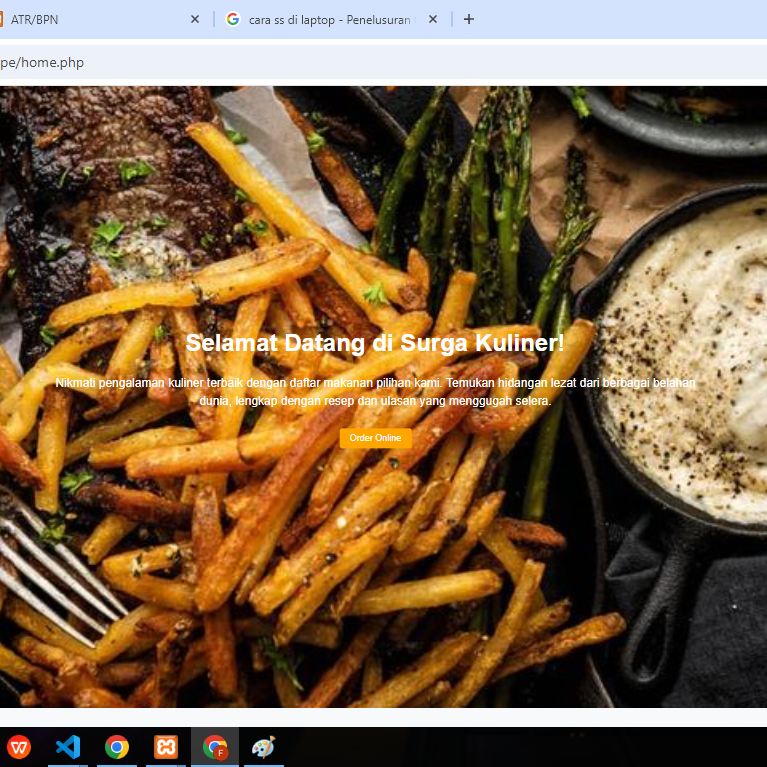 ATR/BPN
cara ss di laptop - Penelusuran
pe/home.php
Selamat Datang di Surga Kuliner!
Nikmati pengalaman kuliner terbaik dengan daftar makanan pilihan kami. Temukan hidangan lezat dari berbagai belahan
dunia, lengkap dengan resep dan ulasan yang menggugah selera.
Order Online
W
F